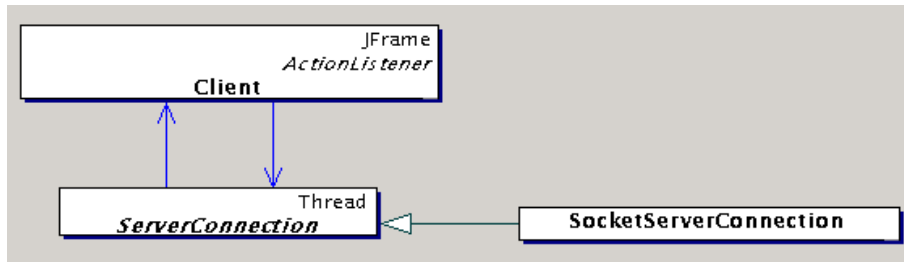 JFrame
ActionListener
Client
Thread
ServerConnection
SocketServerConnection